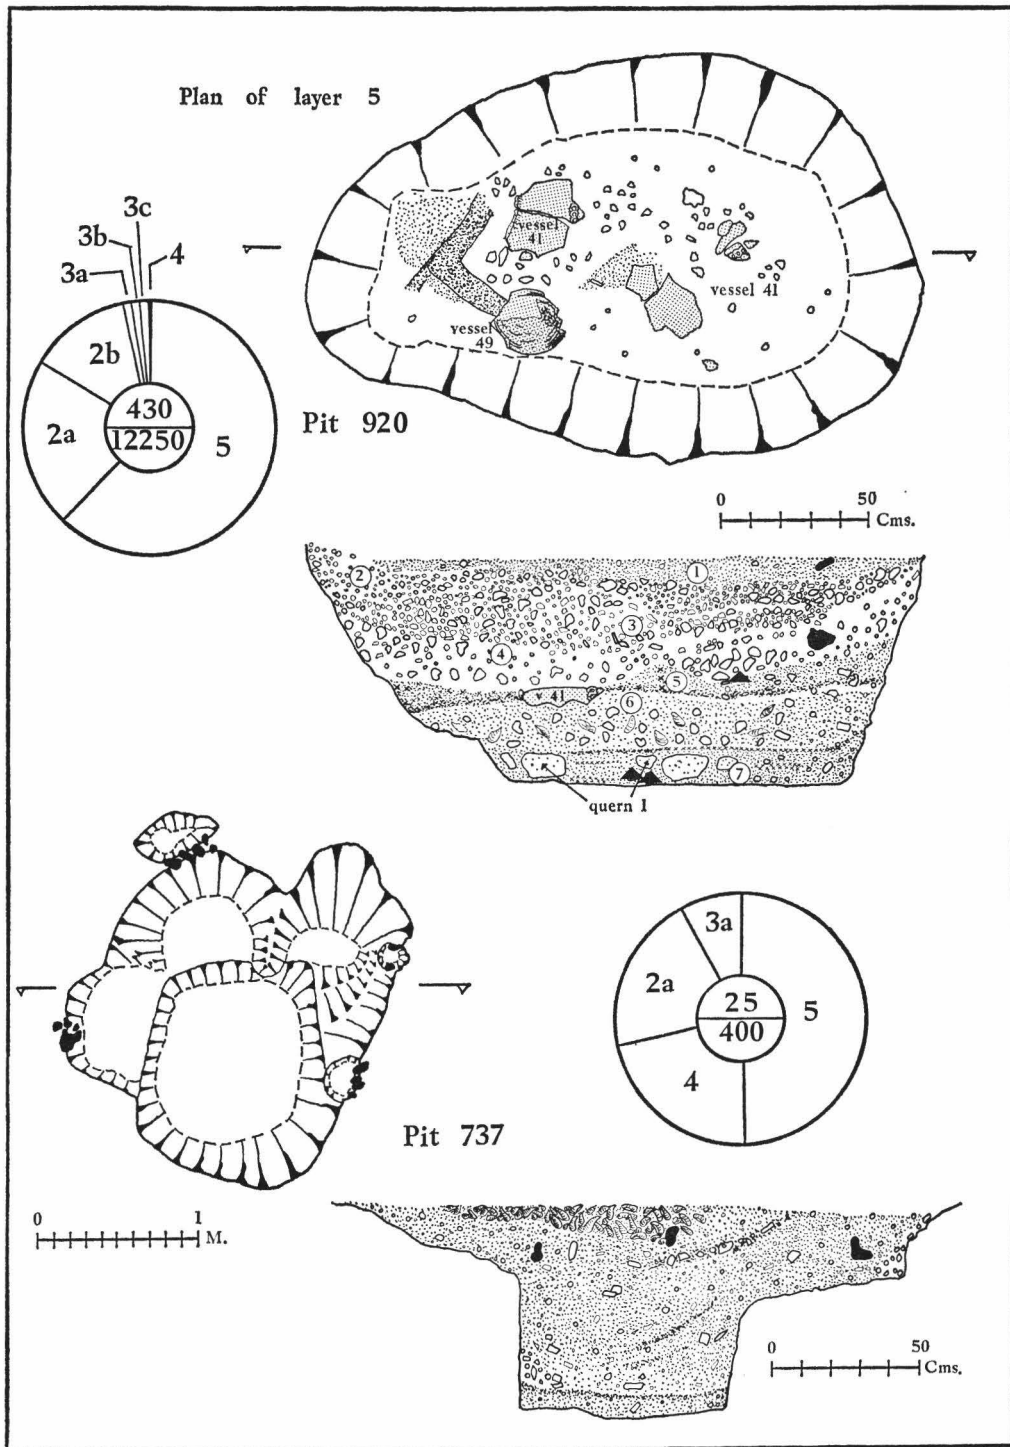 Plan of layer 5
3c
3b
4
3a
2b
430
12250
2a
5
Pit 920
vessel
41
vessel 41
vessel
49
0 50
Cms.
2
1
3
4
5
v. 41
6
7
quern 1
3a
2a
25
400
5
4
Pit 737
0 1
M.
0 50
Cms.